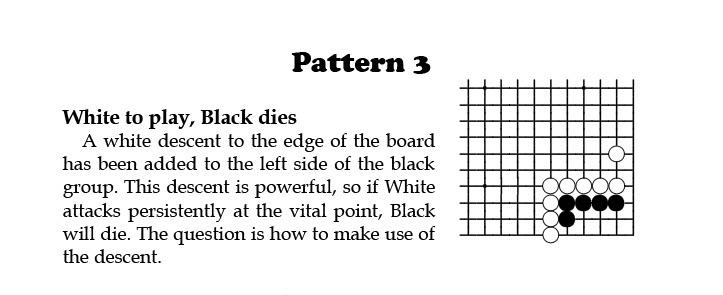 Pattern 3
White to play, Black dies
A white descent to the edge of the board
has been added to the left side of the black
group. This descent is powerful, so if White
attacks persistently at the vital point, Black
will die. The question is how to make use of
the descent.